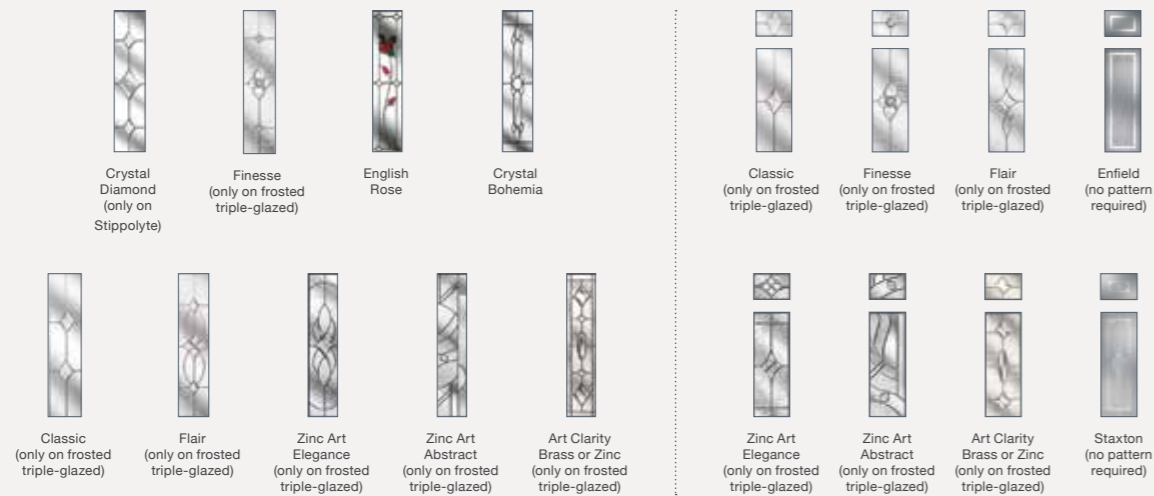 Crystal
Diamond
(only on
Stippolyte)
Finesse
(only on frosted
triple-glazed)
English
Rose
Crystal
Bohemia
Classic
(only on frosted
triple-glazed)
Flair
(only on frosted
triple-glazed)
Zinc Art
Elegance
(only on frosted
triple-glazed)
Zinc Art
Abstract
(only on frosted
triple-glazed)
Art Clarity
Brass or Zinc
(only on frosted
triple-glazed)
Classic
(only on frosted
triple-glazed)
Finesse
(only on frosted
triple-glazed)
Flair
(only on frosted
triple-glazed)
Enfield
(no pattern
required)
Zinc Art
Elegance
(only on frosted
triple-glazed)
Zinc Art
Abstract
(only on frosted
triple-glazed)
Art Clarity
Brass or Zinc
(only on frosted
triple-glazed)
Staxton
(no pattern
required)